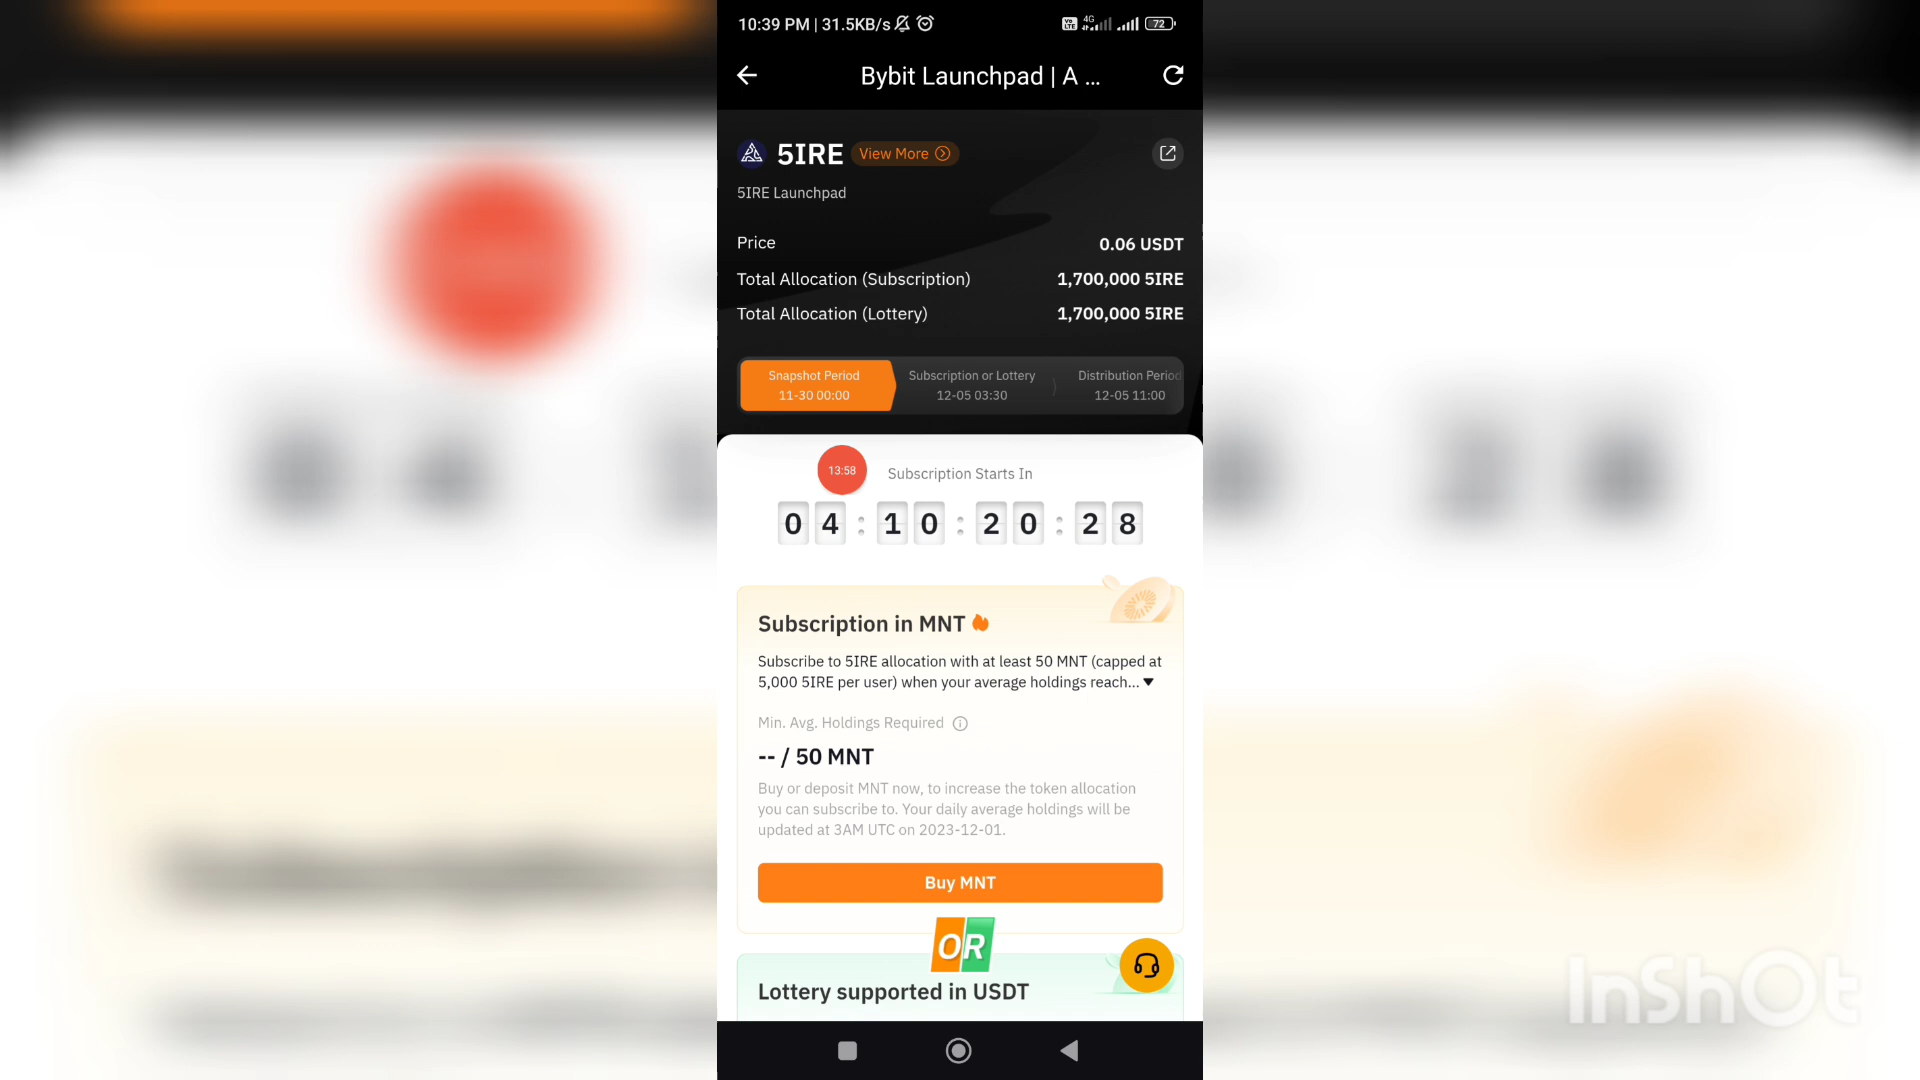 10:39 PM | 31.5KB/s 4G 72
Bybit Launchpad | A ...
5IRE View More
5IRE Launchpad
Price 0.06 USDT
Total Allocation (Subscription) 1,700,000 5IRE
Total Allocation (Lottery) 1,700,000 5IRE
Snapshot Period Subscription or Lottery Distribution Period
11-30 00:00 12-05 03:30 12-05 11:00
13:58 Subscription Starts In
04 : 10 : 20 : 28
Subscription in MNT
Subscribe to 5IRE allocation with at least 50 MNT (capped at
5,000 5IRE per user) when your average holdings reach...
Min. Avg. Holdings Required
-- / 50 MNT
Buy or deposit MNT now, to increase the token allocation
you can subscribe to. Your daily average holdings will be
updated at 3AM UTC on 2023-12-01.
Buy MNT
OR
Lottery supported in USDT
InShOt